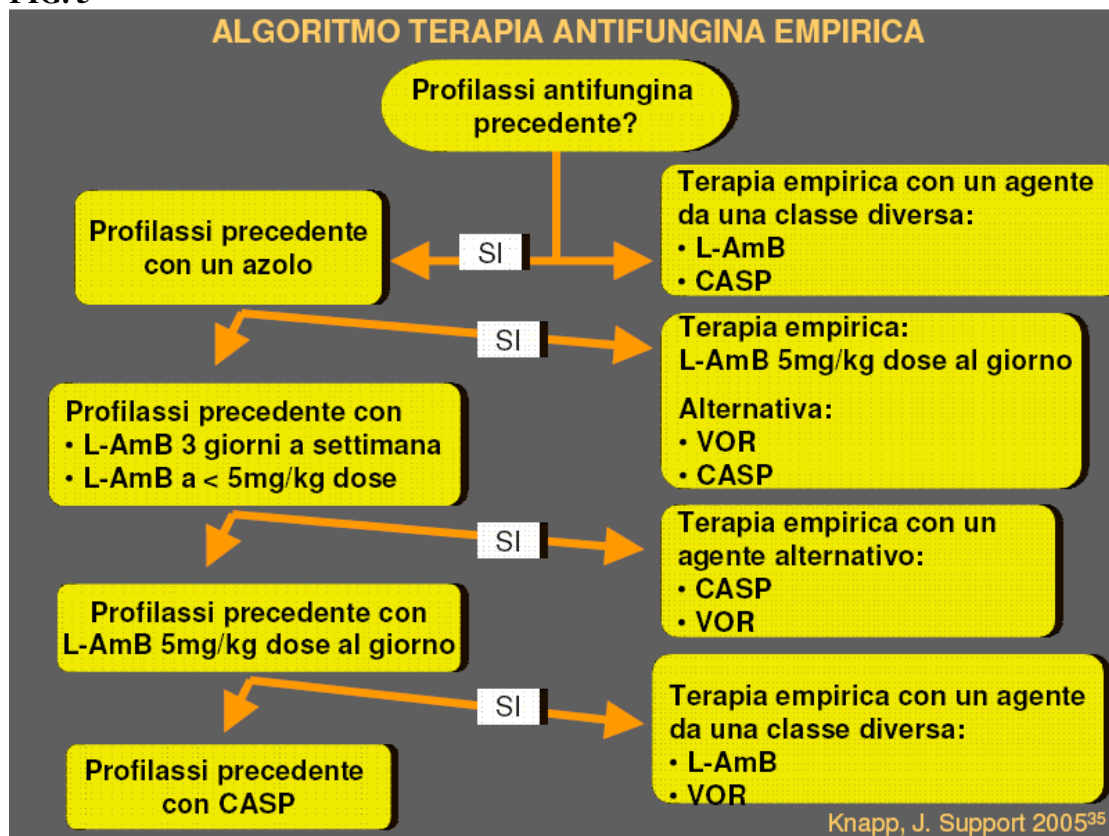 FIG. 3
ALGORITMO TERAPIA ANTIFUNGINA EMPIRICA
Profilassi antifungina
precedente?
Profilassi precedente
con un azolo
SI
Terapia empirica con un agente
da una classe diversa:
• L-AmB
• CASP
SI
Terapia empirica:
L-AmB 5mg/kg dose al giorno
Alternativa:
• VOR
• CASP
Profilassi precedente con
• L-AmB 3 giorni a settimana
• L-AmB a < 5mg/kg dose
SI
Terapia empirica con un
agente alternativo:
• CASP
• VOR
Profilassi precedente con
L-AmB 5mg/kg dose al giorno
SI
Terapia empirica con un agente
da una classe diversa:
• L-AmB
• VOR
Profilassi precedente
con CASP
Knapp, J. Support 2005³⁵